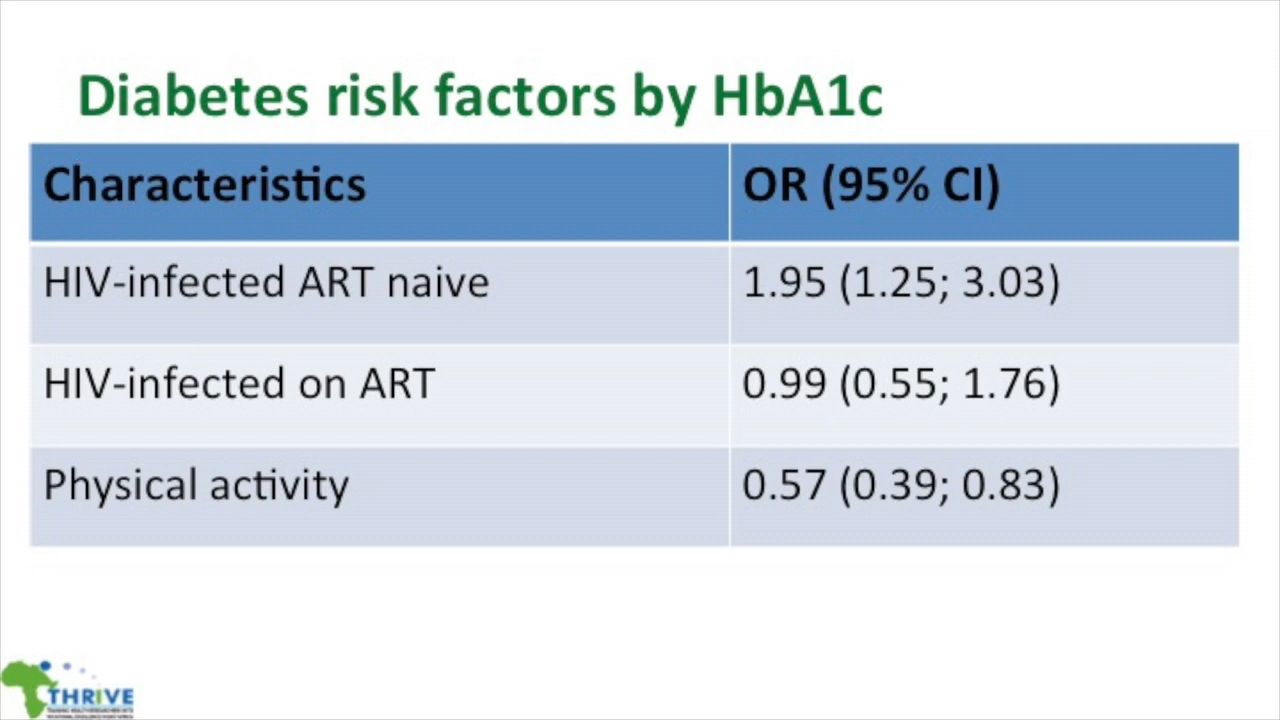 Diabetes risk factors by HbA1c
Characteristics OR (95% CI)
HIV-infected ART naive 1.95 (1.25; 3.03)
HIV-infected on ART 0.99 (0.55; 1.76)
Physical activity 0.57 (0.39; 0.83)
THRiVE